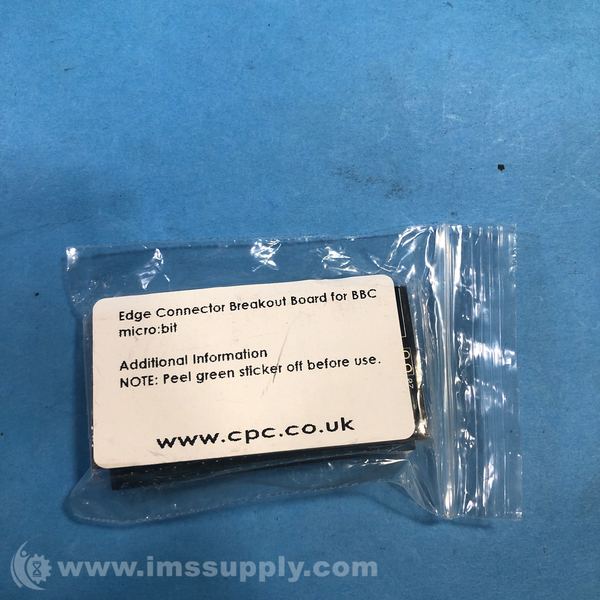 Edge Connector Breakout Board for BBC
micro:bit
Additional Information
NOTE: Peel green sticker off before use.
www.cpc.co.uk
www.imssupply.com